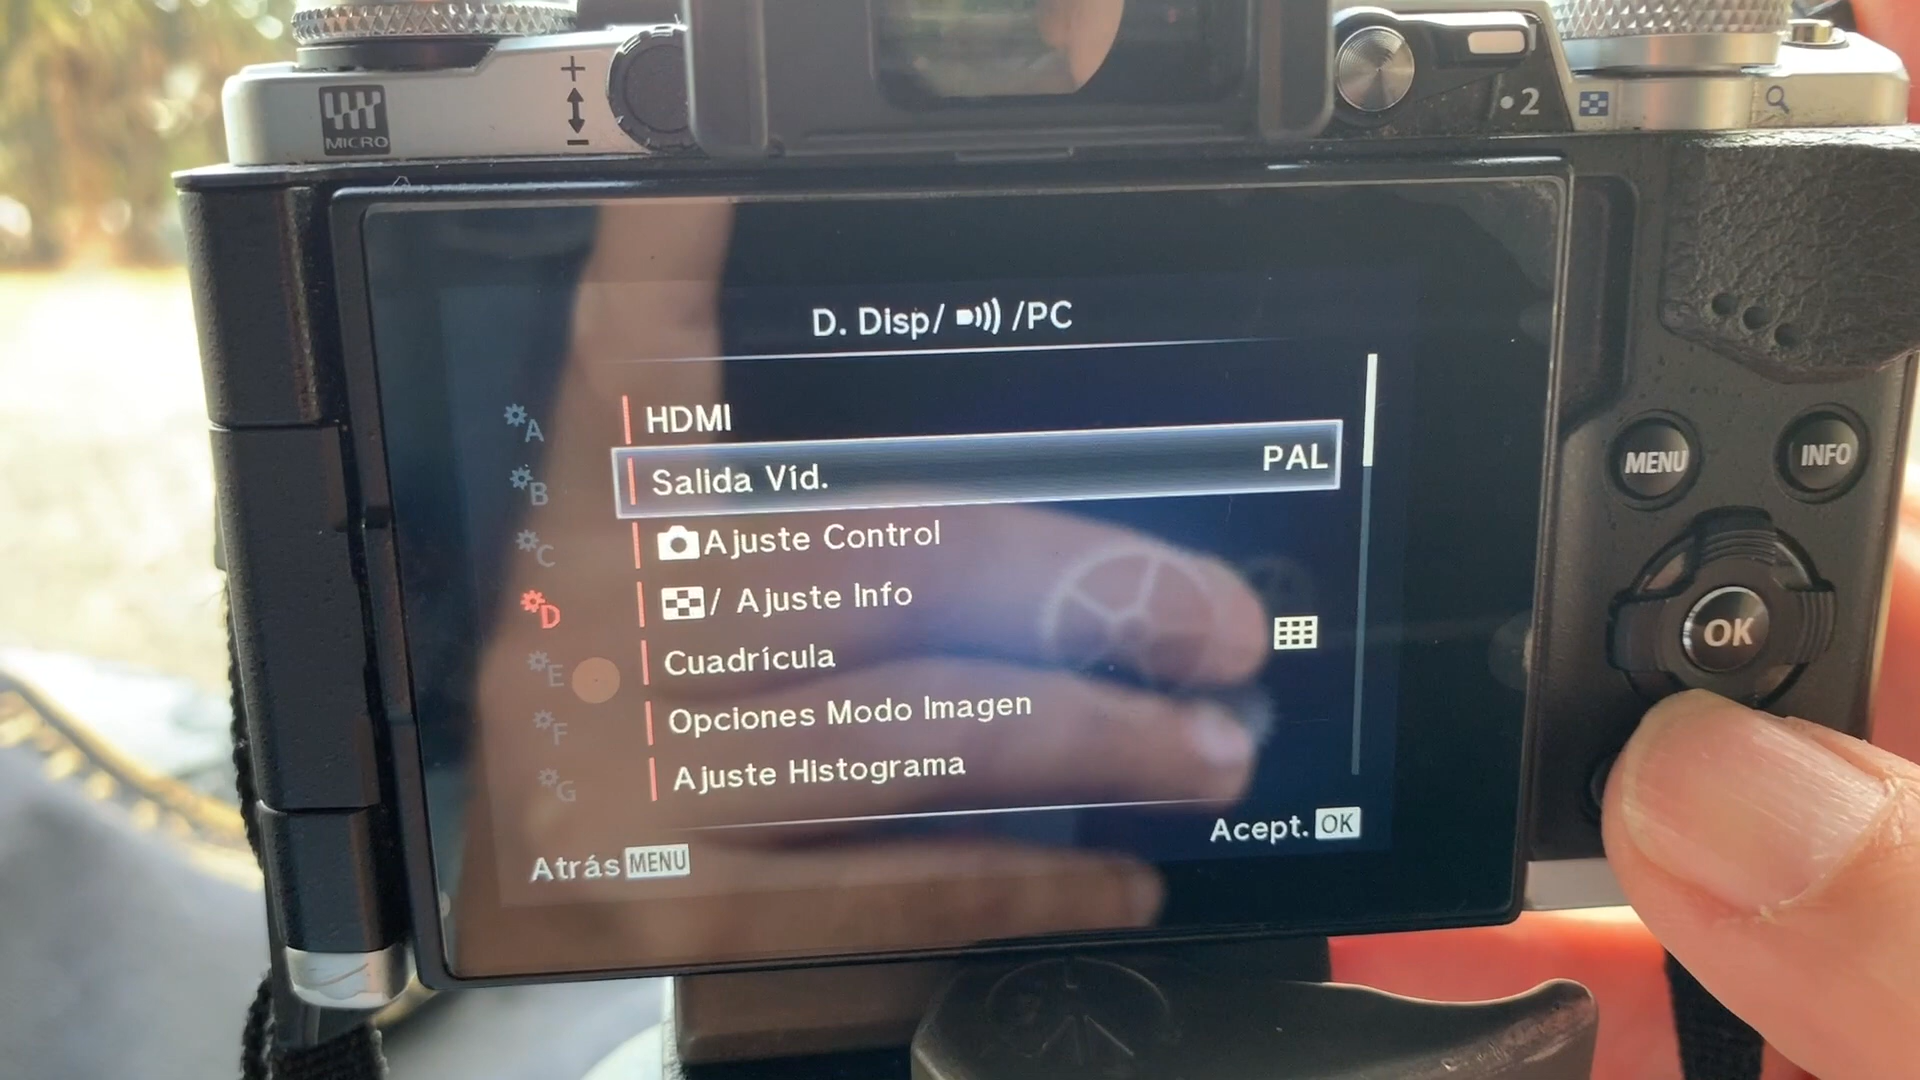 +
-
MICRO
•2
D. Disp/ /PC
HDMI
Salida Víd. PAL
Ajuste Control
/ Ajuste Info
Cuadrícula
Opciones Modo Imagen
Ajuste Histograma
A
B
C
D
E
F
G
Atrás MENU
Acept. OK
MENU
INFO
OK